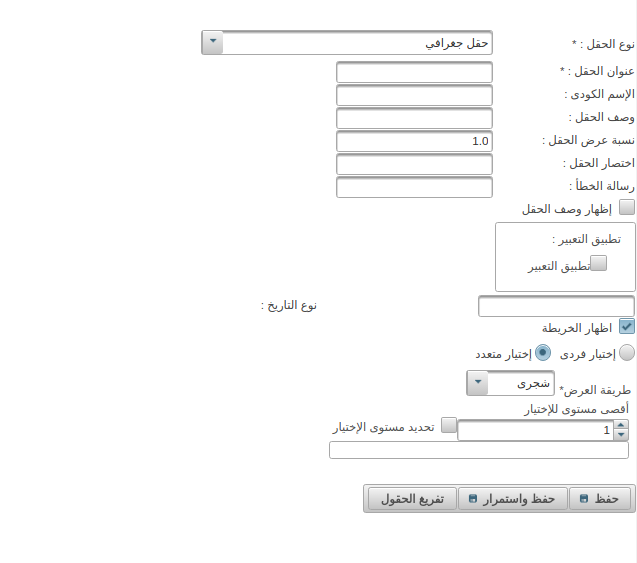 نوع الحقل : * حقل جغرافي
عنوان الحقل : *
الإسم الكودى :
وصف الحقل :
نسبة عرض الحقل : 1.0
اختصار الحقل :
رسالة الخطأ :
إظهار وصف الحقل
تطبيق التعبير :
تطبيق التعبير
نوع التاريخ :
اظهار الخريطة
إختيار فردى إختيار متعدد
طريقة العرض* شجرى
أقصى مستوى للإختيار
1 تحديد مستوى الإختيار
حفظ حفظ واستمرار تفريغ الحقول